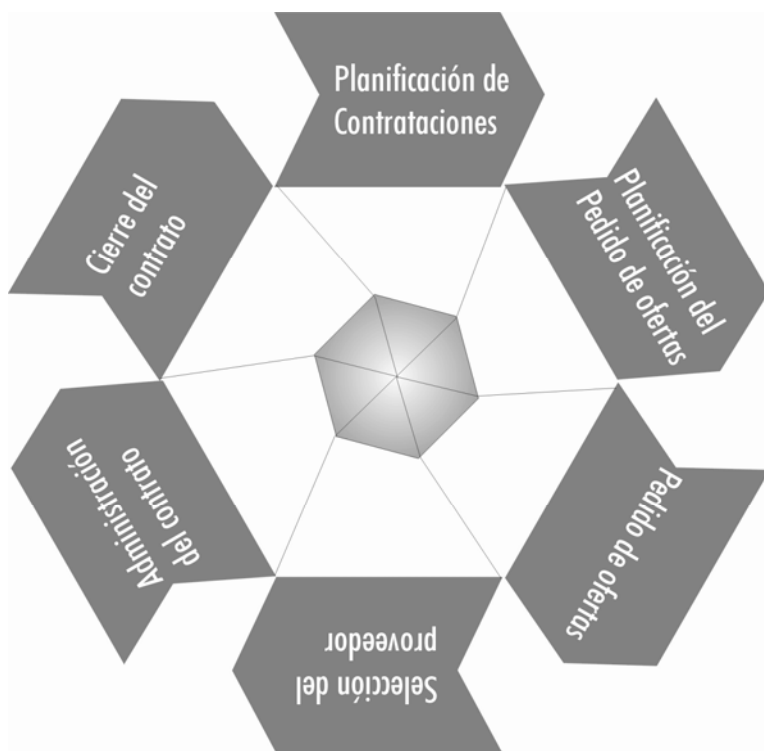 Planificación de
Contrataciones
Planificación del
Pedido de ofertas
Pedido de ofertas
Selección del
proveedor
Administración
del contrato
Cierre del
contrato